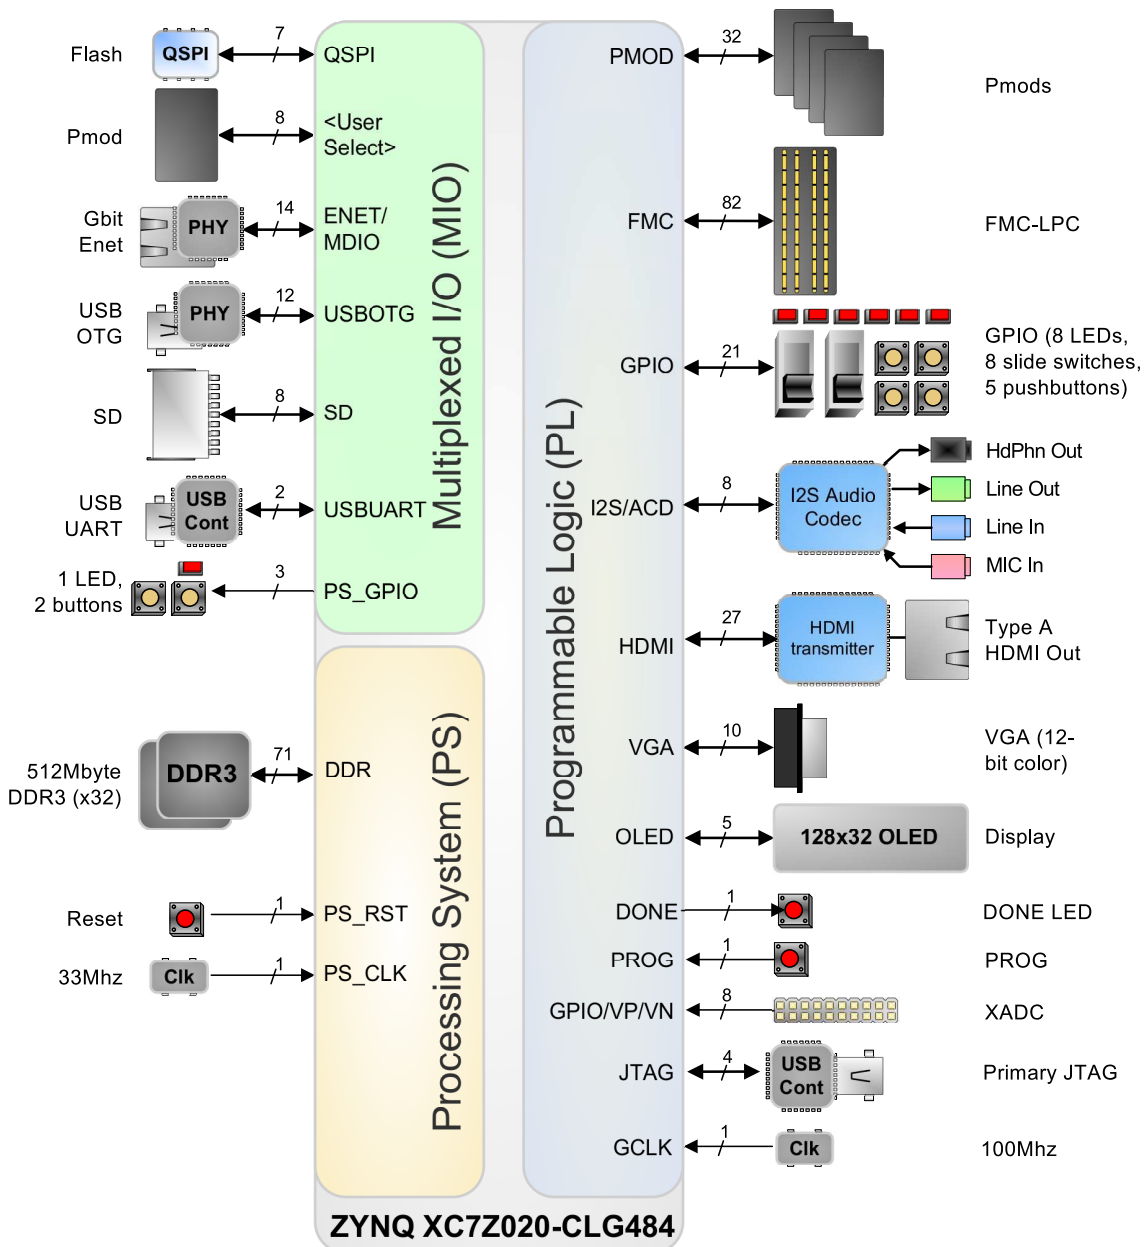 Flash
QSPI
7
QSPI
Pmod
8
<User
Select>
Gbit
Enet
PHY
14
ENET/
MDIO
USB
OTG
PHY
12
USBOTG
SD
8
SD
USB
UART
USB
Cont
2
USBUART
1 LED,
2 buttons
3
PS_GPIO
Multiplexed I/O (MIO)
512Mbyte
DDR3 (x32)
DDR3
71
DDR
Reset
1
PS_RST
33Mhz
Clk
1
PS_CLK
Processing System (PS)
Programmable Logic (PL)
PMOD
32
Pmods
FMC
82
FMC-LPC
GPIO
21
GPIO (8 LEDs,
8 slide switches,
5 pushbuttons)
I2S/ACD
8
I2S Audio
Codec
HdPhn Out
Line Out
Line In
MIC In
HDMI
27
HDMI
transmitter
Type A
HDMI Out
VGA
10
VGA (12-
bit color)
OLED
5
128x32 OLED
Display
DONE
1
DONE LED
PROG
1
PROG
GPIO/VP/VN
8
XADC
JTAG
4
USB
Cont
Primary JTAG
GCLK
1
Clk
100Mhz
ZYNQ XC7Z020-CLG484